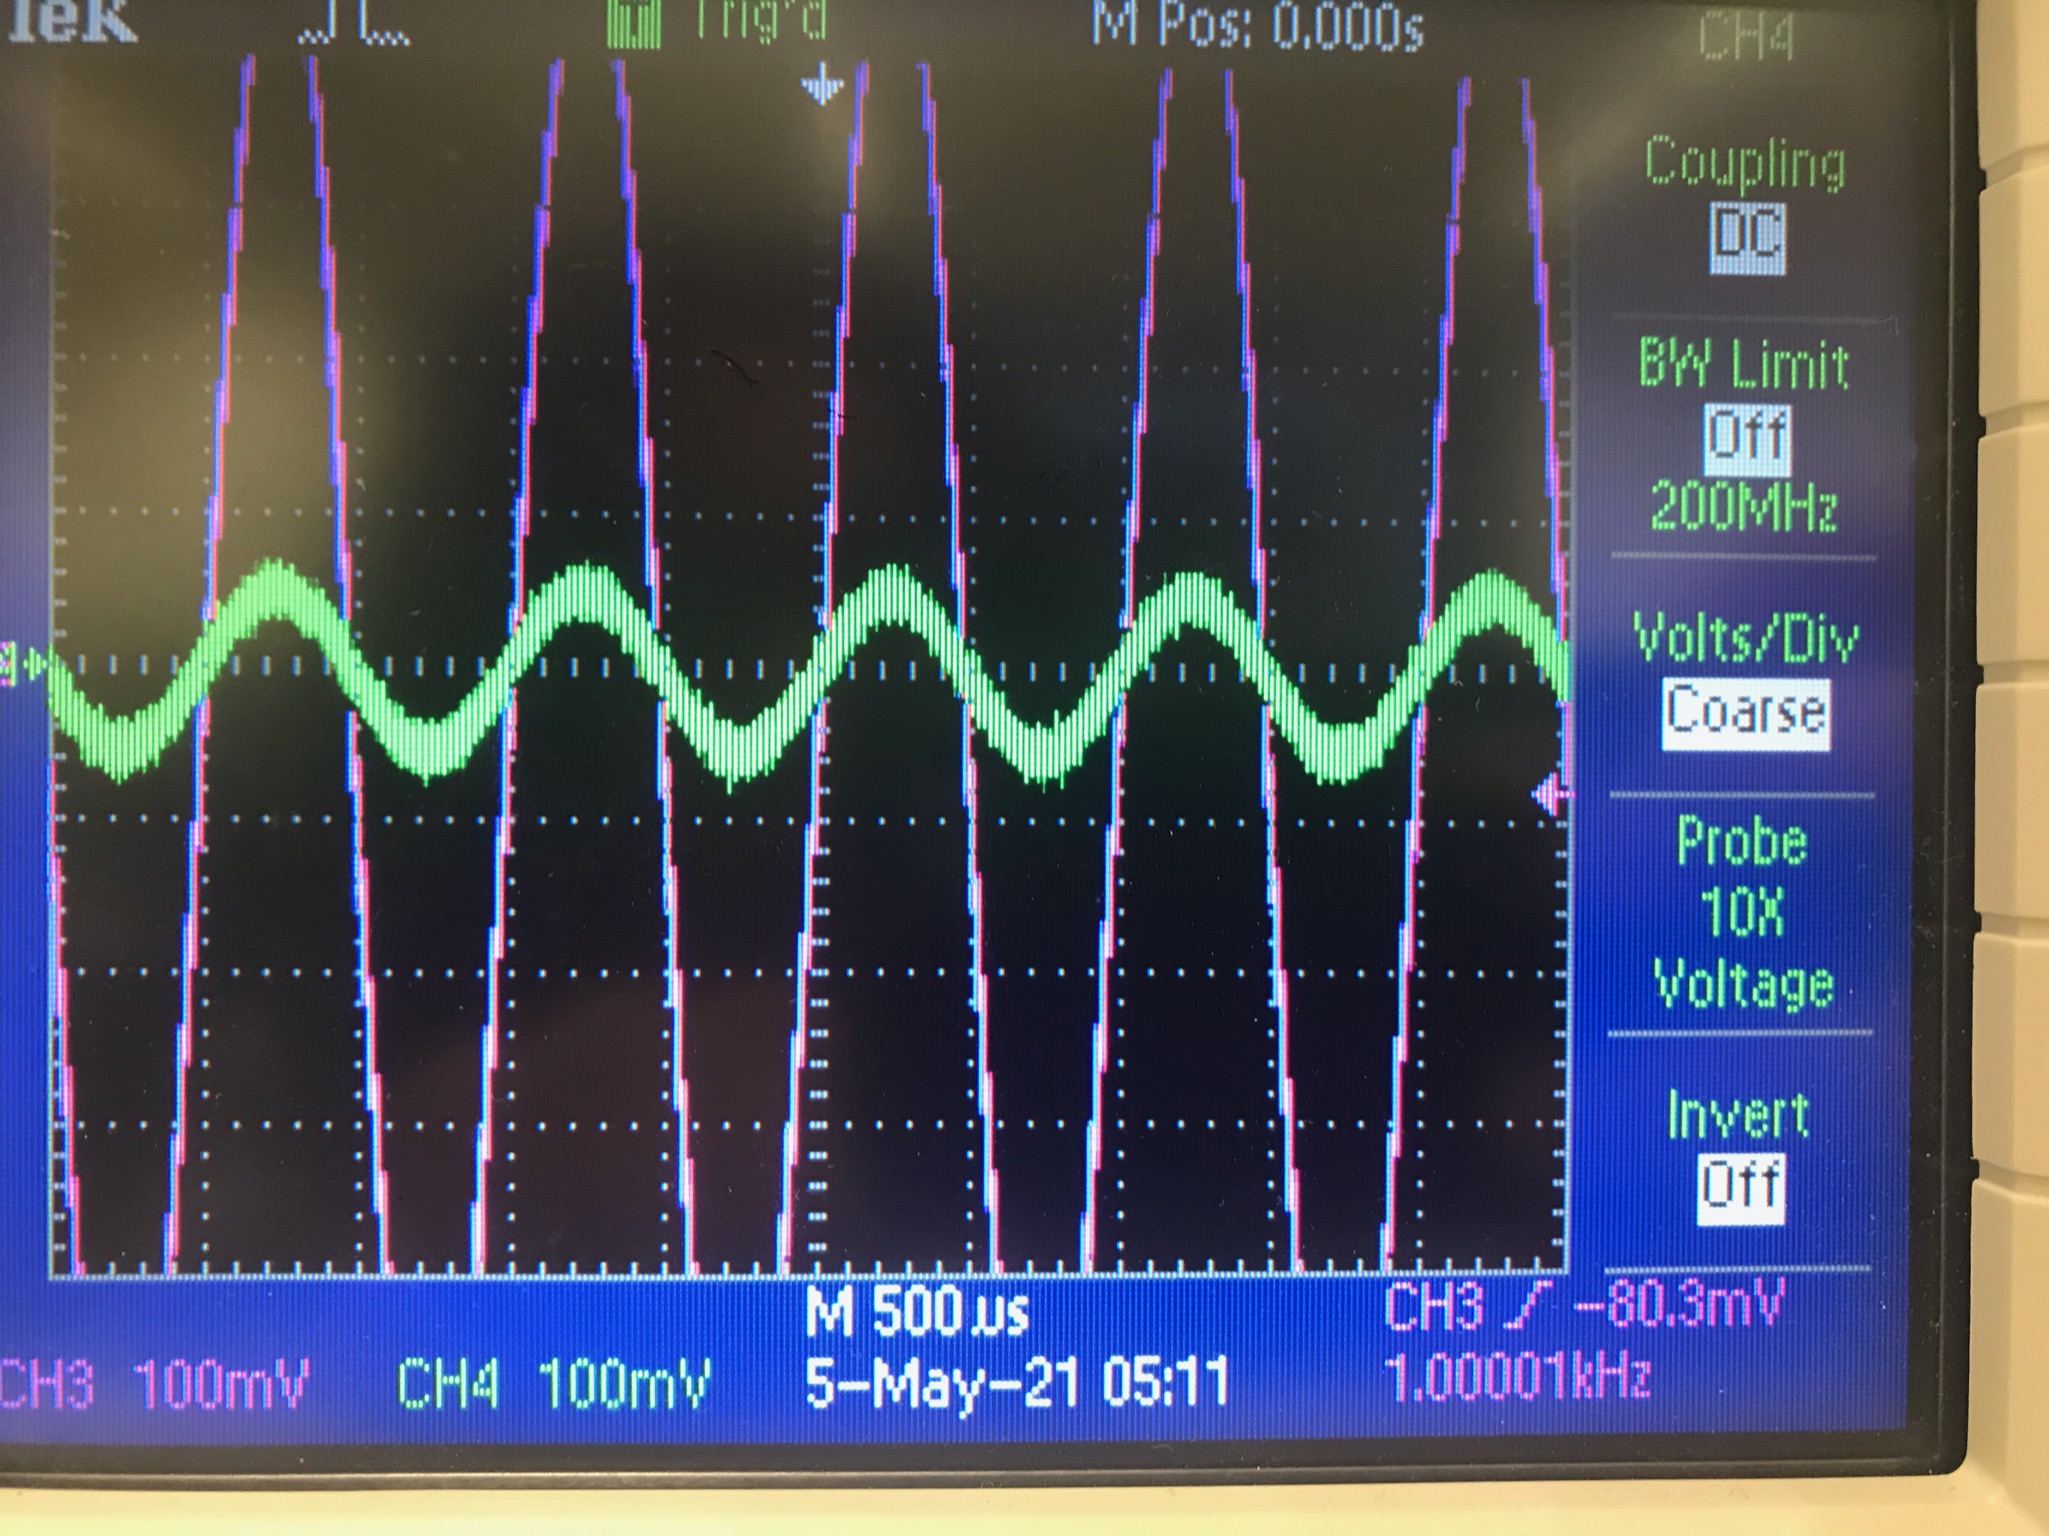 Tek
Trig'd
M Pos: 0.000s
CH4
Coupling
DC
BW Limit
Off
200MHz
Volts/Div
Coarse
Probe
10X
Voltage
Invert
Off
M 500µs
CH3 -80.3mV
CH3 100mV
CH4 100mV
5-May-21 05:11
1.00001kHz